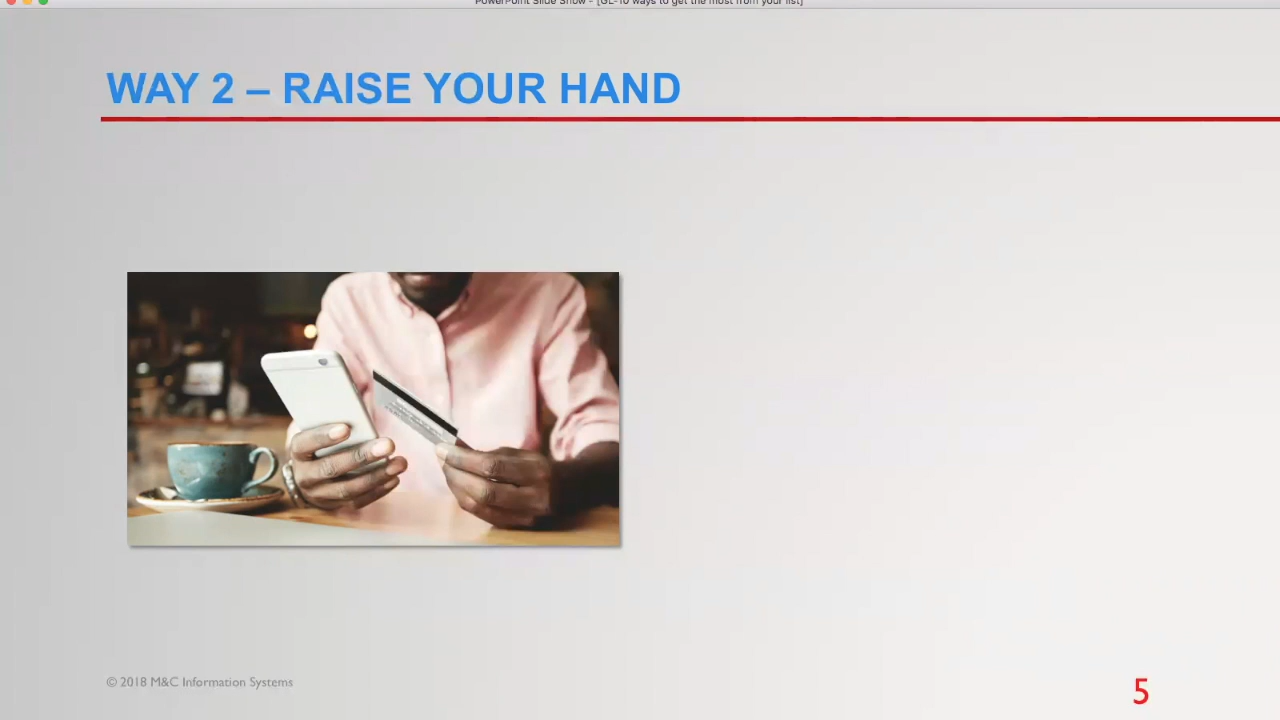 PowerPoint Slide Show - [GL-10 ways to get the most from your list]
WAY 2 – RAISE YOUR HAND
© 2018 M&C Information Systems
5